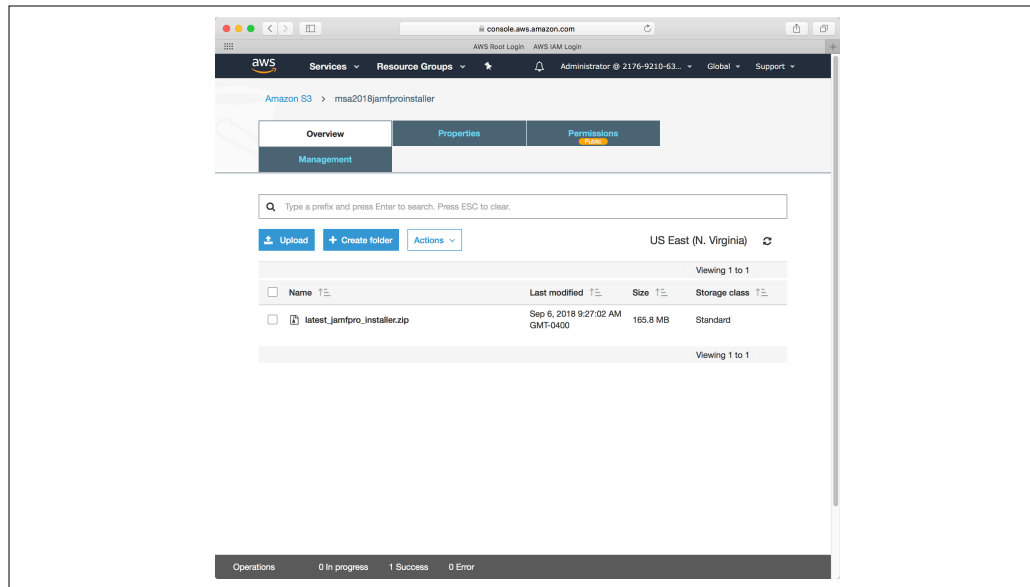 console.aws.amazon.com
AWS Root Login AWS IAM Login
aws Services Resource Groups Administrator @ 2176-9210-63... Global Support
Amazon S3 > msa2018jamfproinstaller
Overview Properties Permissions
Public
Management
Type a prefix and press Enter to search. Press ESC to clear.
Upload + Create folder Actions US East (N. Virginia)
Viewing 1 to 1
Name Last modified Size Storage class
latest_jamfpro_installer.zip Sep 6, 2018 9:27:02 AM 165.8 MB Standard
GMT-0400
Viewing 1 to 1
Operations 0 In progress 1 Success 0 Error